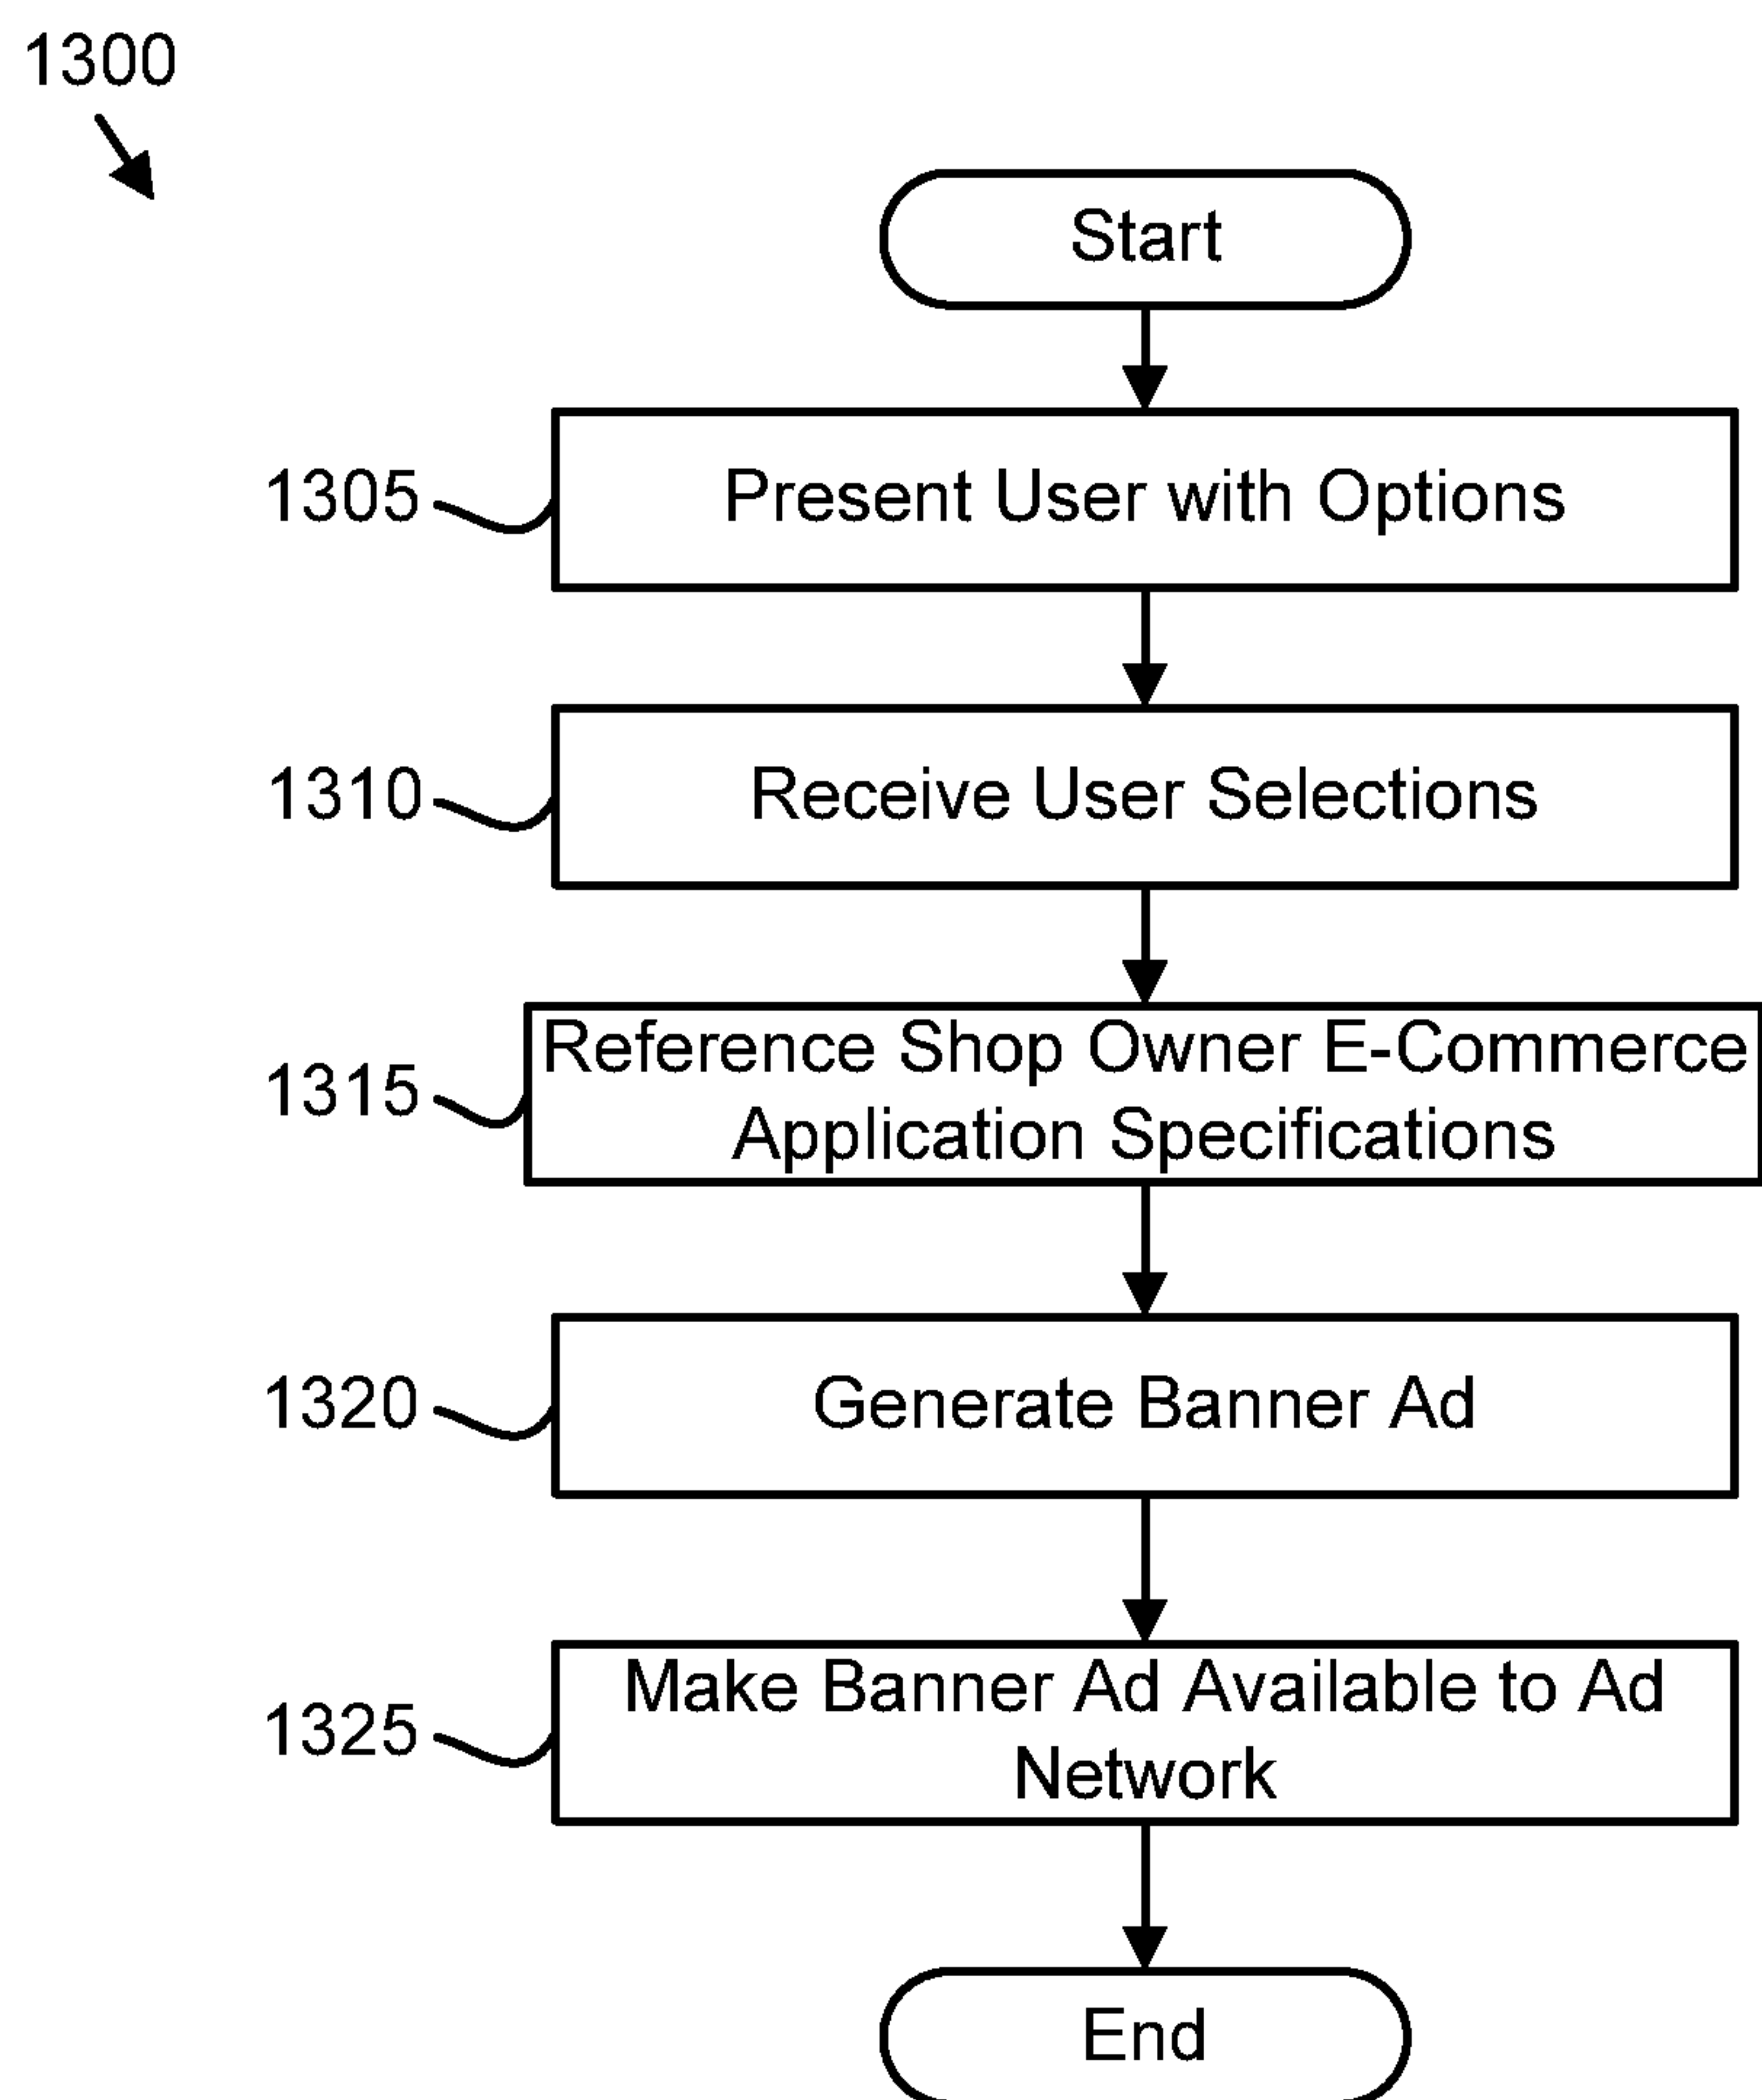 1300
Start
1305
Present User with Options
1310
Receive User Selections
1315
Reference Shop Owner E-Commerce
Application Specifications
1320
Generate Banner Ad
1325
Make Banner Ad Available to Ad
Network
End